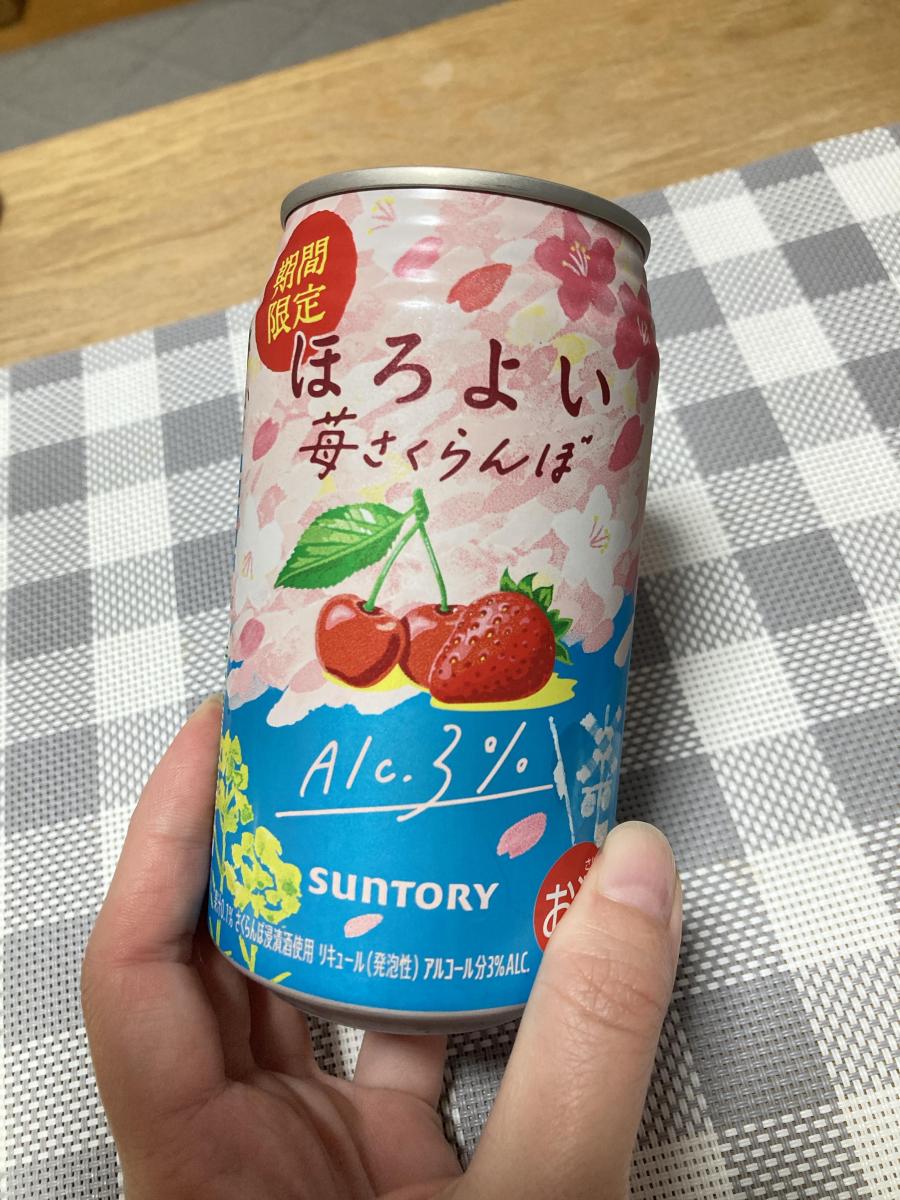 期間
限定
ほろよい
苺さくらんぼ
Alc.3%
SUNTORY
さくらんぼ浸漬酒使用 リキュール(発泡性) アルコール分3%ALC.